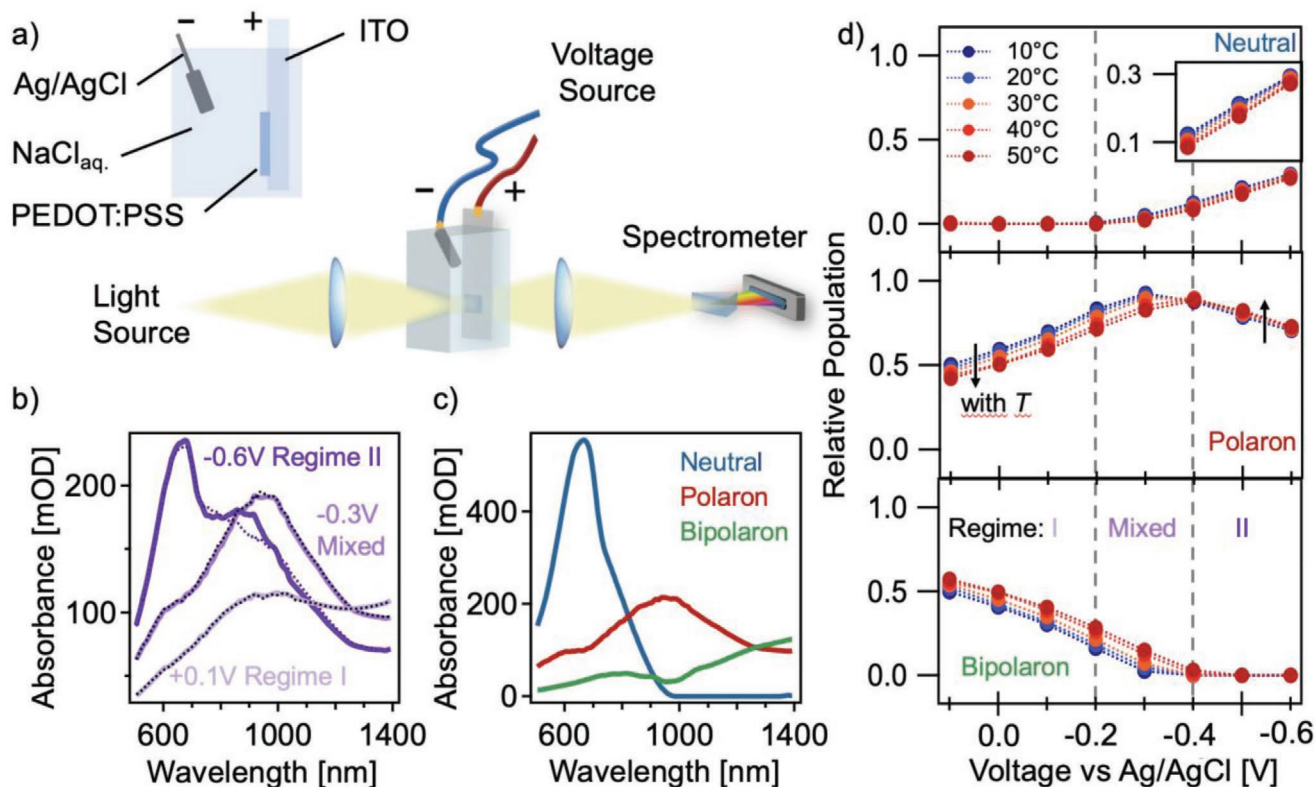 a)
− +
ITO
Ag/AgCl
NaClaq.
PEDOT:PSS
Voltage
Source
− +
Light
Source
Spectrometer
b)
Absorbance [mOD]
200
100
-0.6V Regime II
-0.3V
Mixed
+0.1V Regime I
600 1000 1400
Wavelength [nm]
c)
Absorbance [mOD]
400
200
0
Neutral
Polaron
Bipolaron
600 1000 1400
Wavelength [nm]
d)
Relative Population
1.0
0.5
0.0
10°C
20°C
30°C
40°C
50°C
Neutral
0.3
0.1
1.0
0.5
0.0
with T
Polaron
1.0
0.5
0.0
Regime: I Mixed II
Bipolaron
0.0 -0.2 -0.4 -0.6
Voltage vs Ag/AgCl [V]